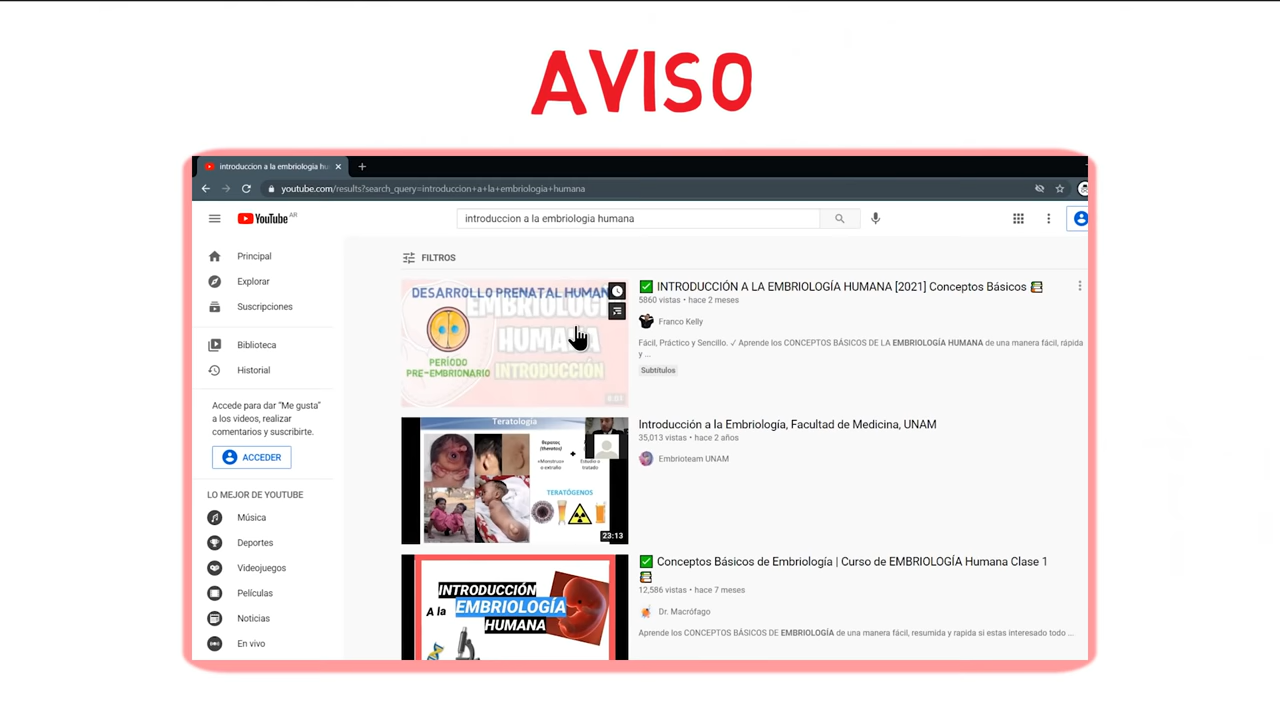 AVISO
introduccion a la embriologia hu
youtube.com/results?search_query=introduccion+a+la+embriologia+humana
YouTube AR
introduccion a la embriologia humana
Principal
Explorar
Suscripciones
Biblioteca
Historial
Accede para dar "Me gusta"
a los videos, realizar
comentarios y suscribirte.
ACCEDER
LO MEJOR DE YOUTUBE
Música
Deportes
Videojuegos
Películas
Noticias
En vivo
FILTROS
DESARROLLO PRENATAL HUMAN
EMBRIOLOGÍA
HUMANA
INTRODUCCIÓN
PERÍODO
PRE-EMBRIONARIO
8:01
INTRODUCCIÓN A LA EMBRIOLOGÍA HUMANA [2021] Conceptos Básicos
5860 vistas • hace 2 meses
Franco Kelly
Fácil, Práctico y Sencillo. ✓ Aprende los CONCEPTOS BÁSICOS DE LA EMBRIOLOGÍA HUMANA de una manera fácil, rápida
y ...
Subtítulos
Teratología
TERATÓGENOS
23:13
Introducción a la Embriología, Facultad de Medicina, UNAM
35,013 vistas • hace 2 años
Embrioteam UNAM
INTRODUCCIÓN
A la EMBRIOLOGÍA
HUMANA
Conceptos Básicos de Embriología | Curso de EMBRIOLOGÍA Humana Clase 1
12,586 vistas • hace 7 meses
Dr. Macrófago
Aprende los CONCEPTOS BÁSICOS DE EMBRIOLOGÍA de una manera fácil, resumida y rapida si estas interesado todo ...